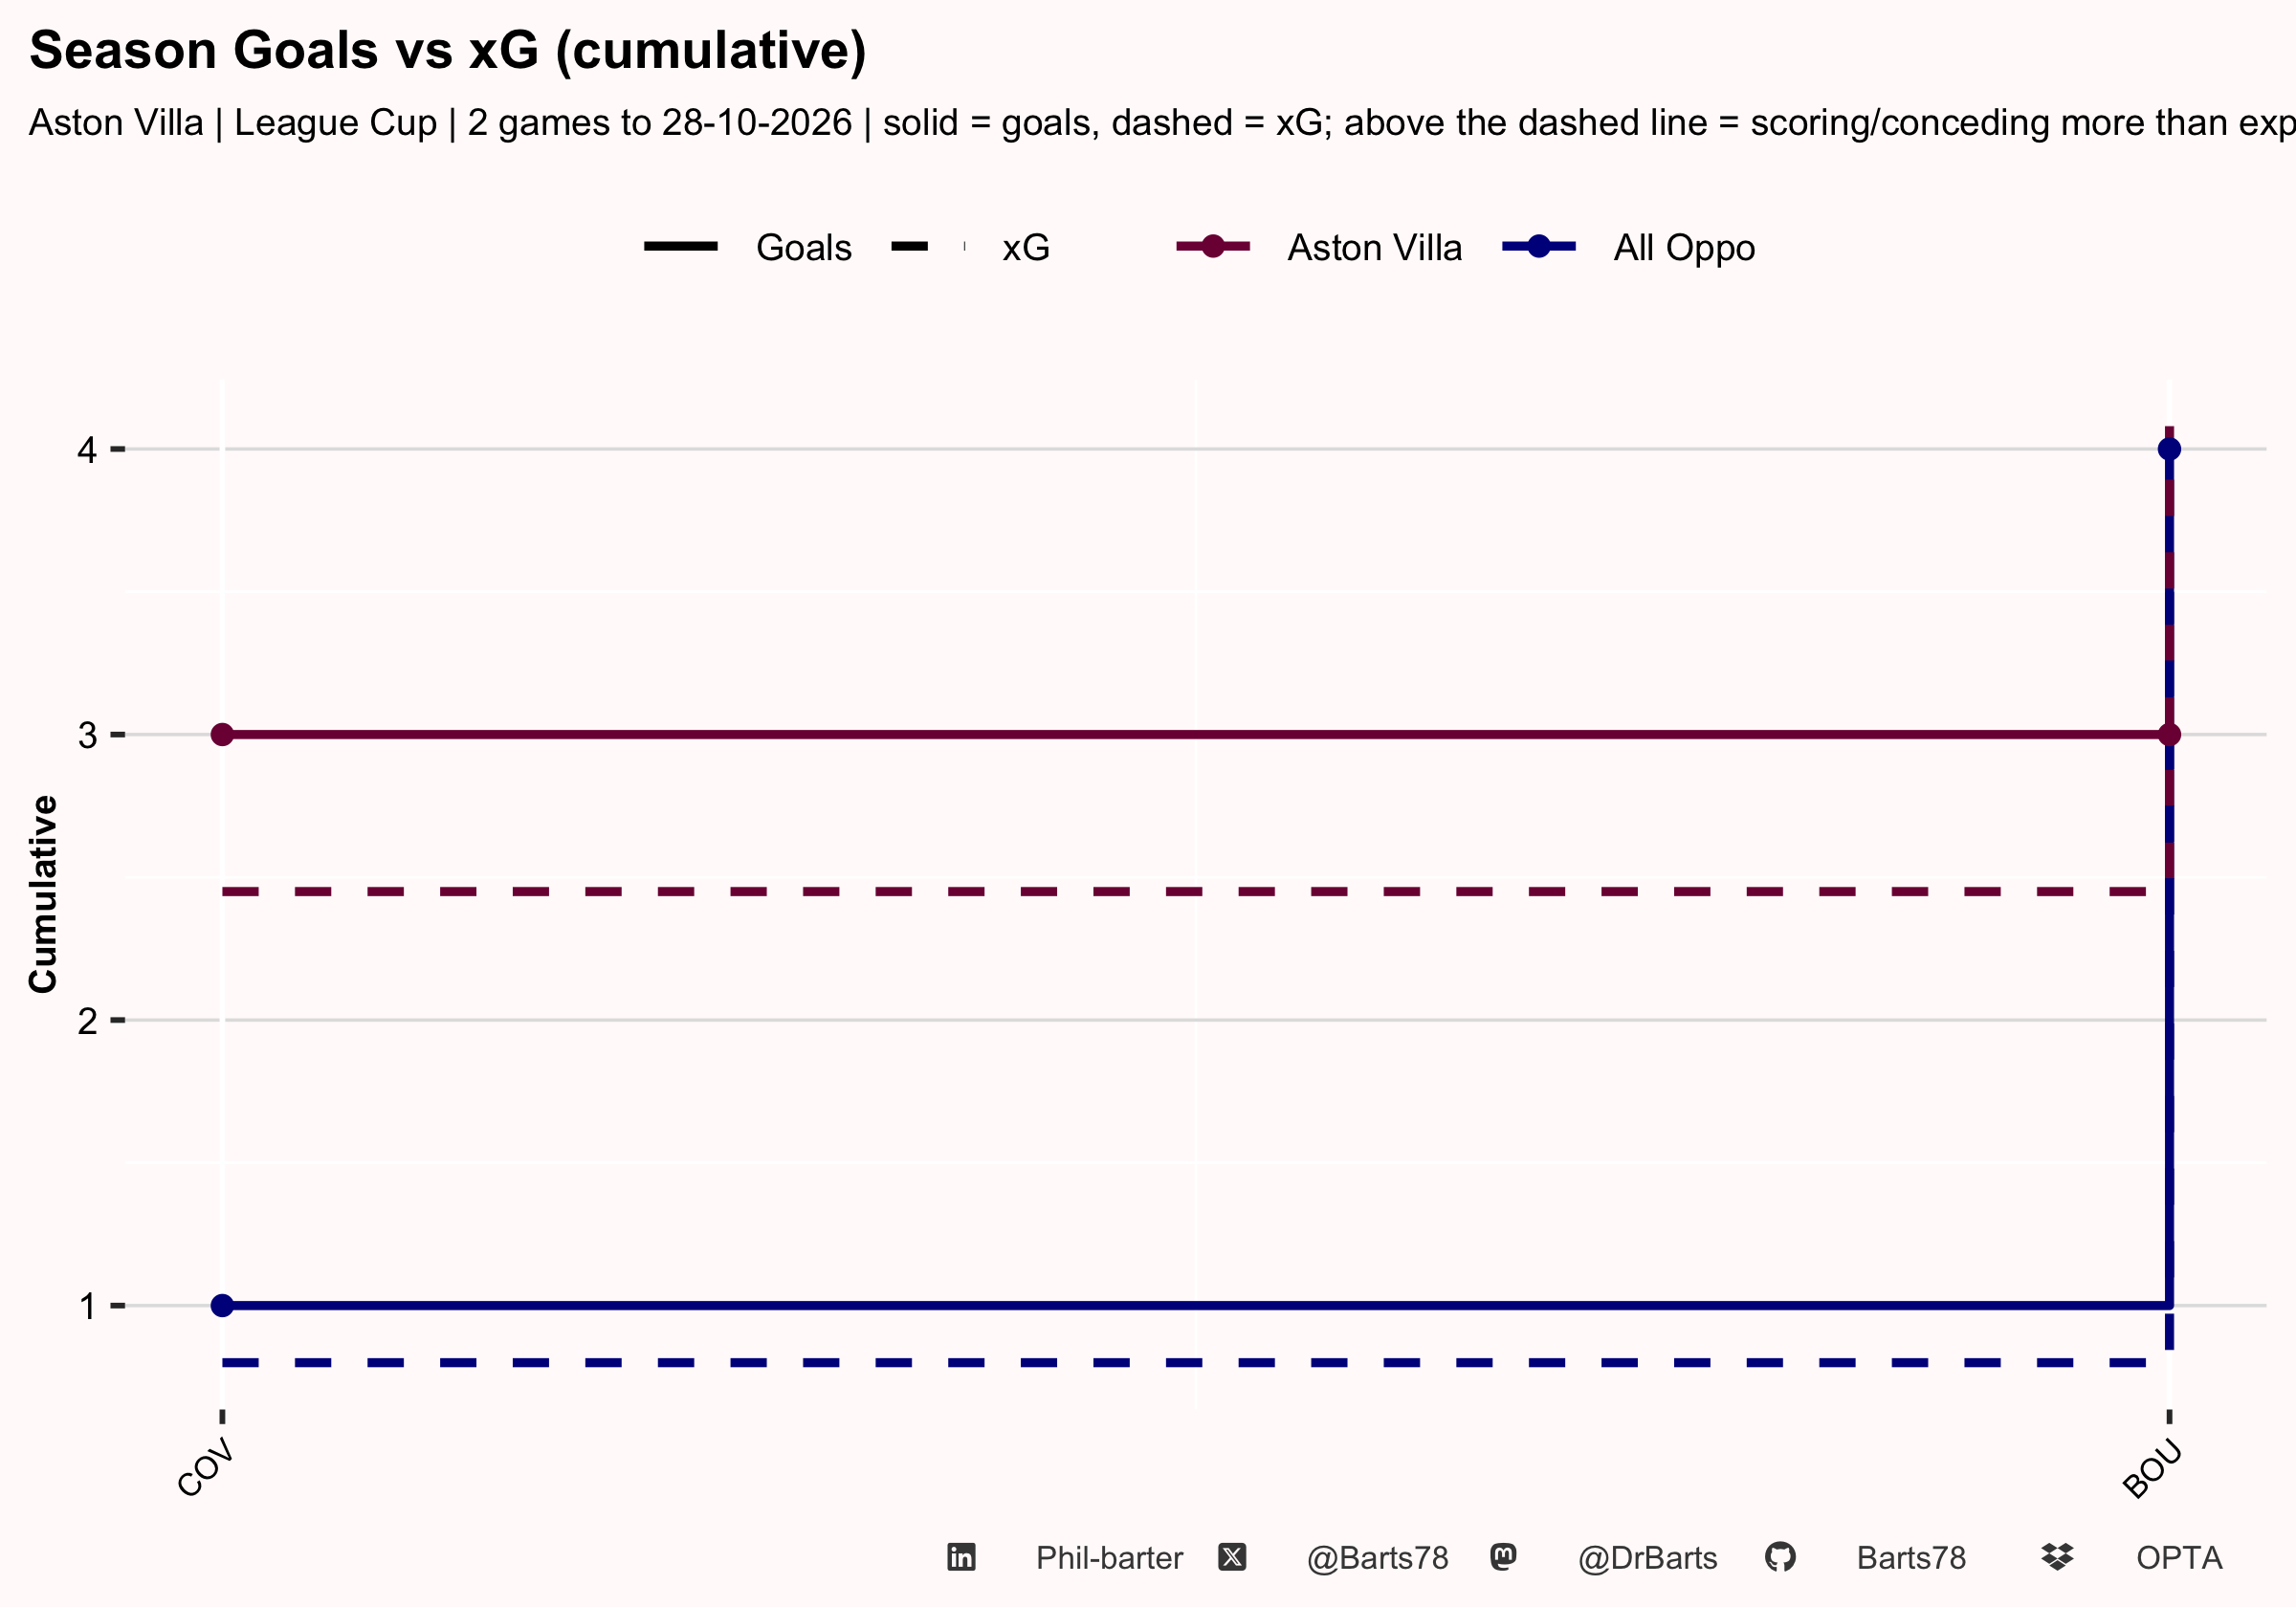 Season Goals vs xG (cumulative)
Aston Villa | League Cup | 2 games to 28-10-2026 | solid = goals, dashed = xG; above the dashed line = scoring/conceding more than exp
Goals xG Aston Villa All Oppo
4
3
2
1
Cumulative
COV BOU
Phil-barter @Barts78 @DrBarts Barts78 OPTA